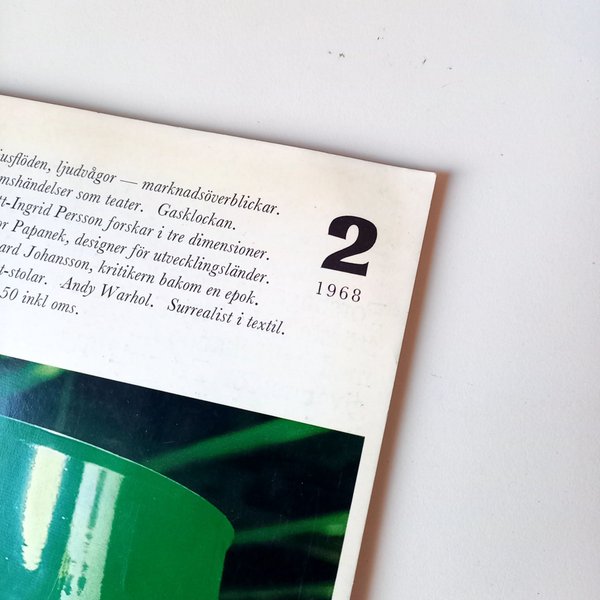 usflöden, ljudvågor — marknadsöverblickar.
mshändelser som teater. Gasklockan.
tt-Ingrid Persson forskar i tre dimensioner.
or Papanek, designer för utvecklingsländer.
ard Johansson, kritikern bakom en epok.
t-stolar. Andy Warhol. Surrealist i textil.
50 inkl oms.
2
1968